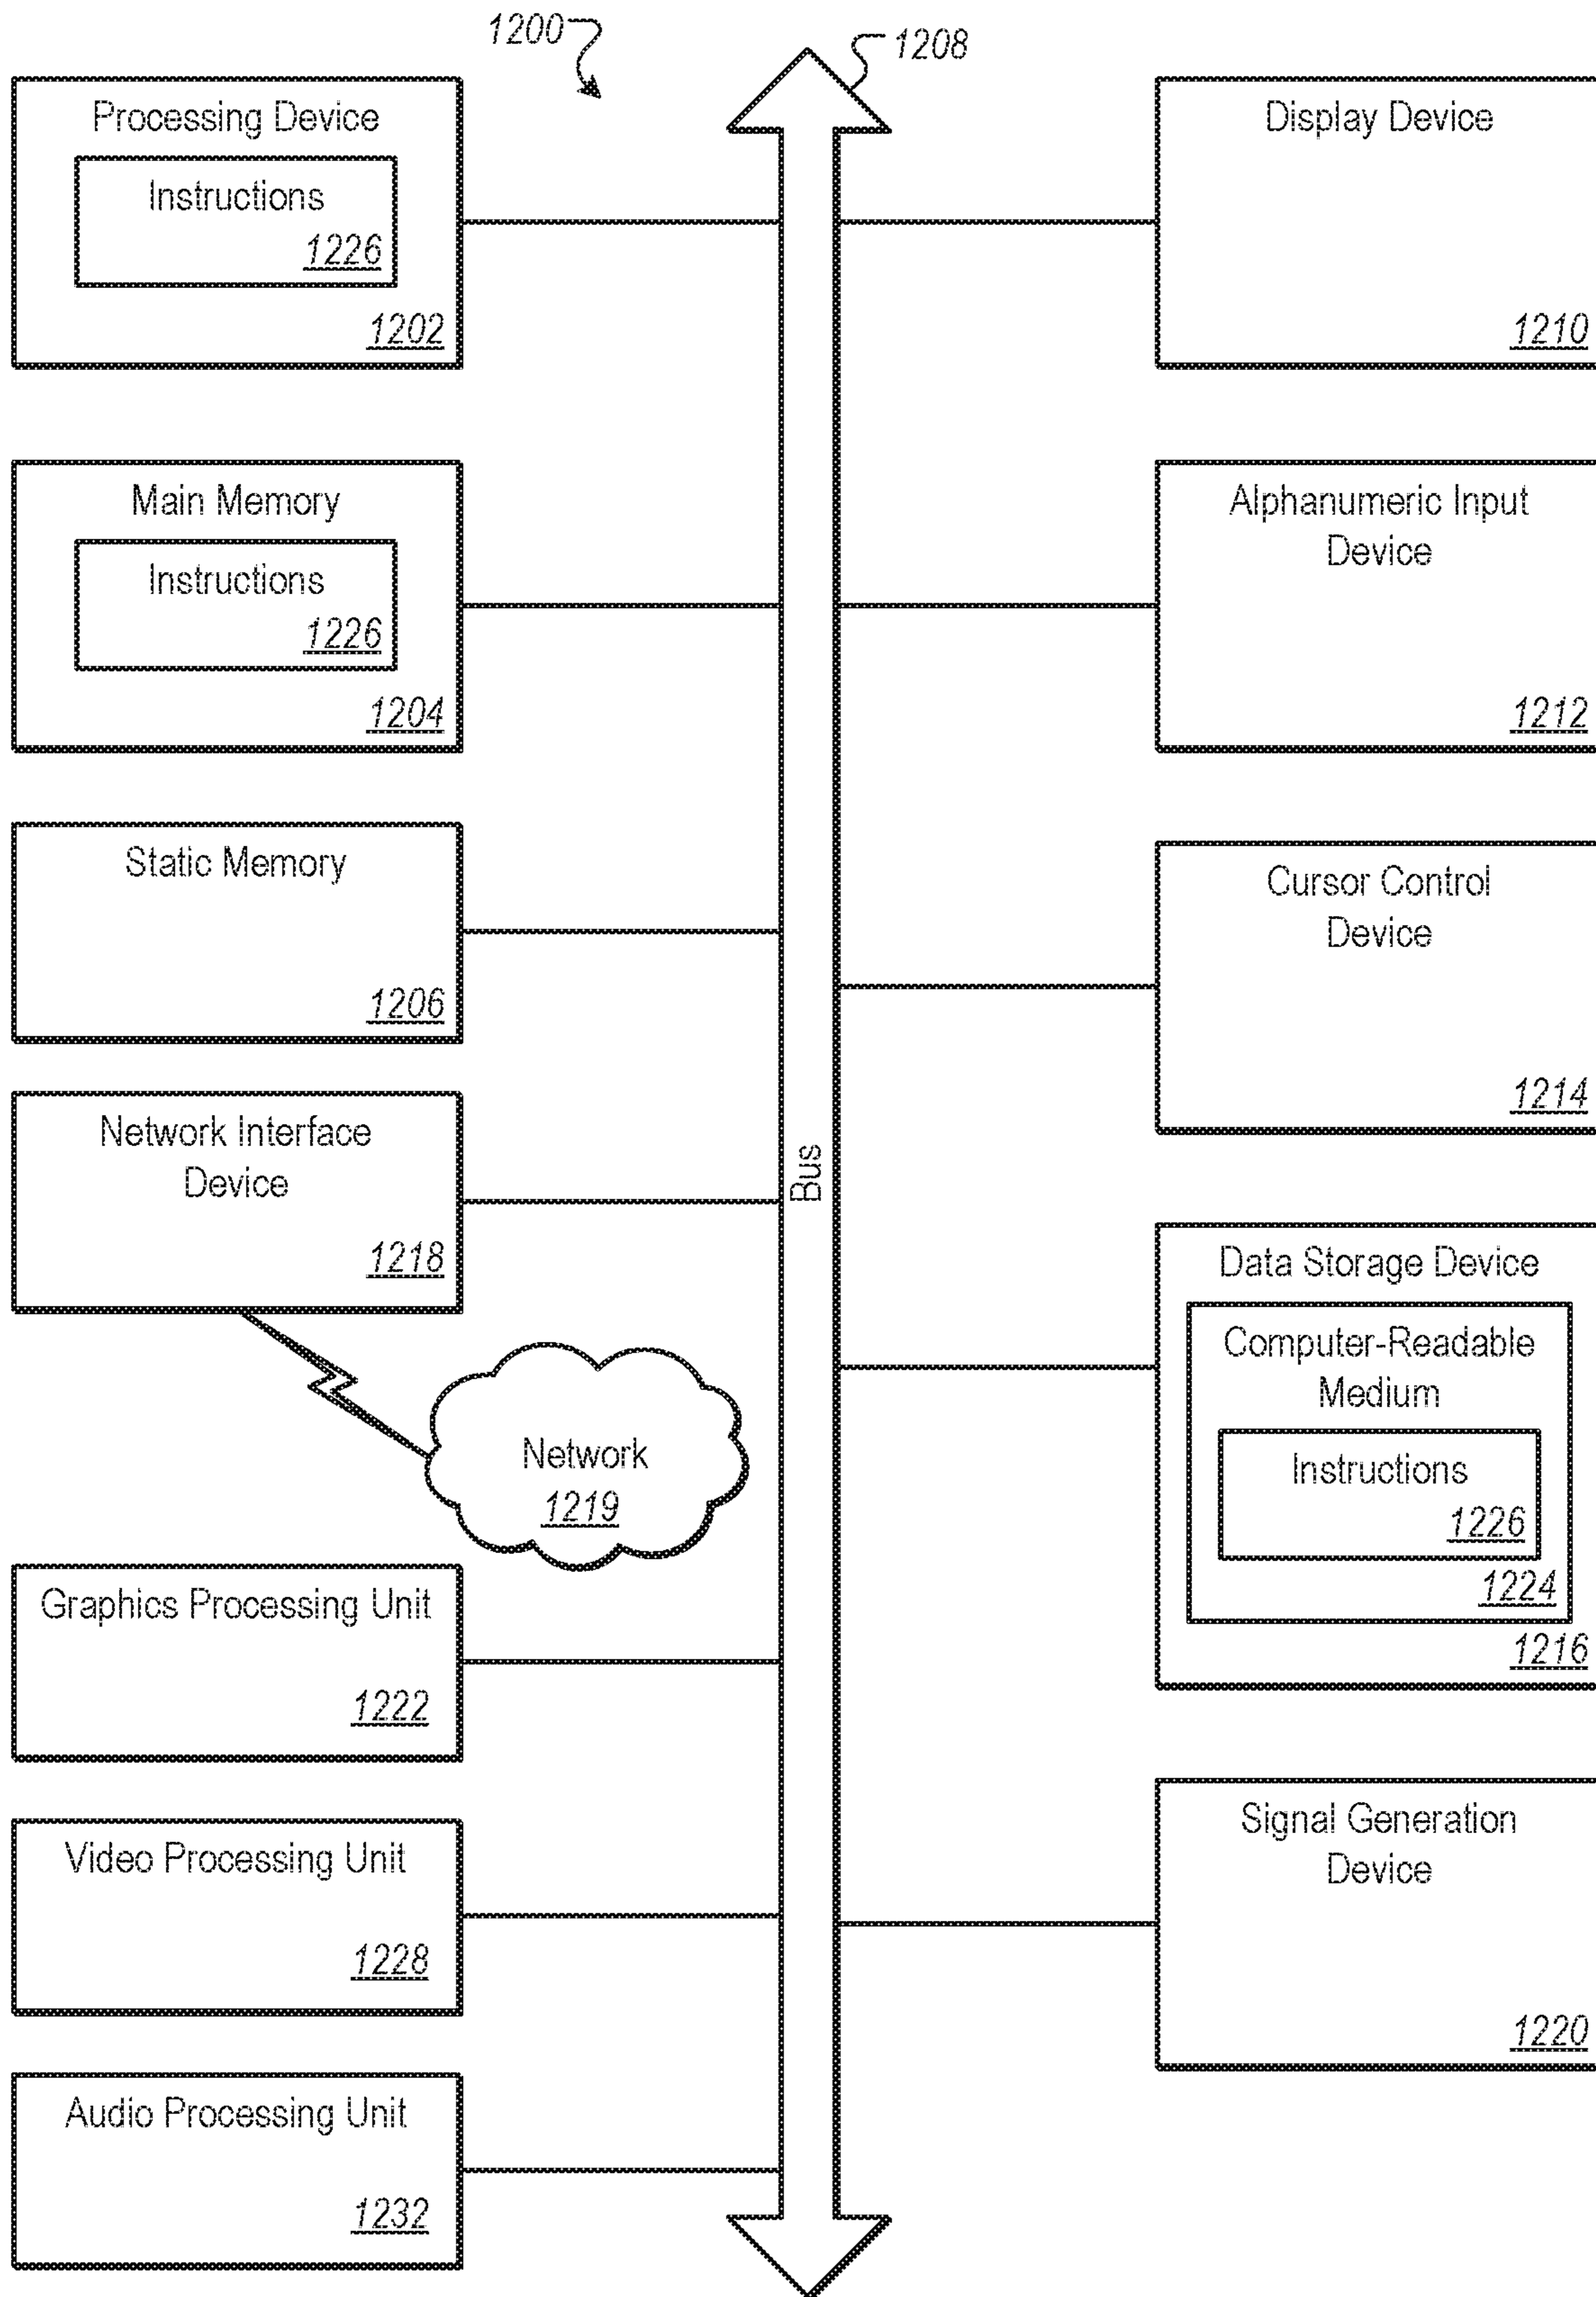 1200
1208
Processing Device
Instructions
1226
1202
Main Memory
Instructions
1226
1204
Static Memory
1206
Network Interface
Device
1218
Network
1219
Graphics Processing Unit
1222
Video Processing Unit
1228
Audio Processing Unit
1232
Bus
Display Device
1210
Alphanumeric Input
Device
1212
Cursor Control
Device
1214
Data Storage Device
Computer-Readable
Medium
Instructions
1226
1224
1216
Signal Generation
Device
1220